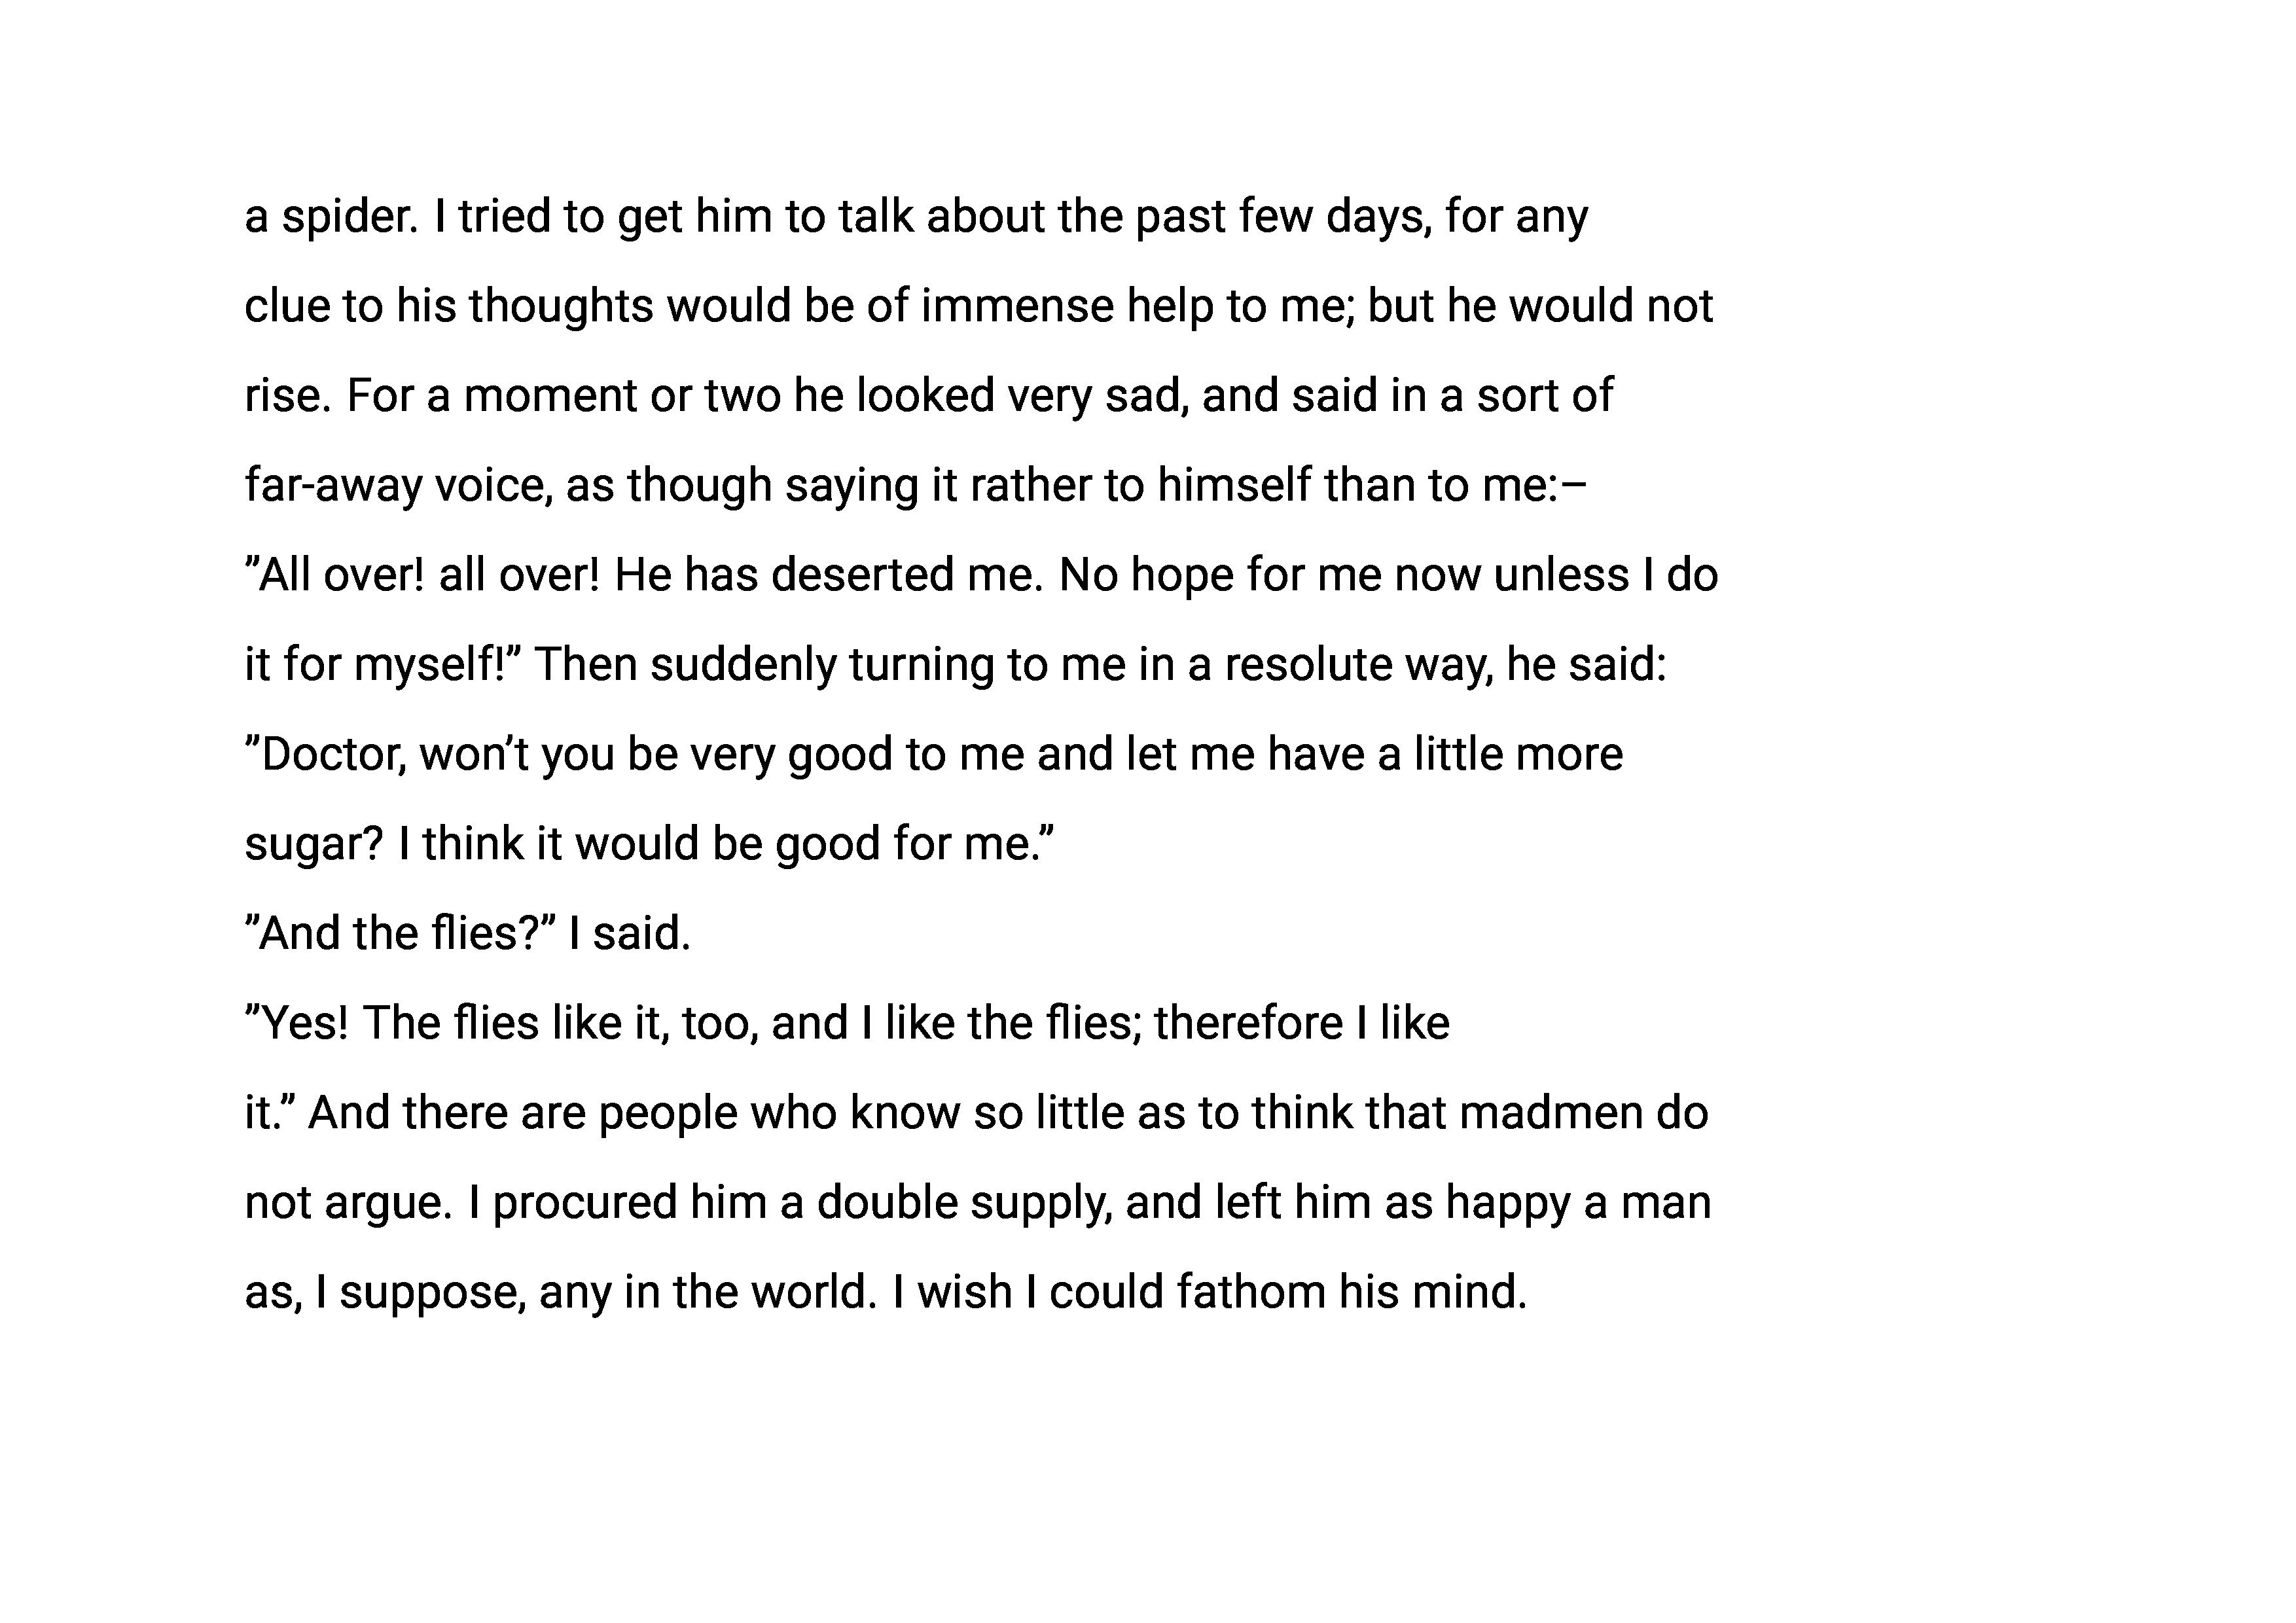 a spider. I tried to get him to talk about the past few days, for any
clue to his thoughts would be of immense help to me; but he would not
rise. For a moment or two he looked very sad, and said in a sort of
far-away voice, as though saying it rather to himself than to me:–
”All over! all over! He has deserted me. No hope for me now unless I do
it for myself!” Then suddenly turning to me in a resolute way, he said:
”Doctor, won’t you be very good to me and let me have a little more
sugar? I think it would be good for me.”
”And the flies?” I said.
”Yes! The flies like it, too, and I like the flies; therefore I like
it.” And there are people who know so little as to think that madmen do
not argue. I procured him a double supply, and left him as happy a man
as, I suppose, any in the world. I wish I could fathom his mind.